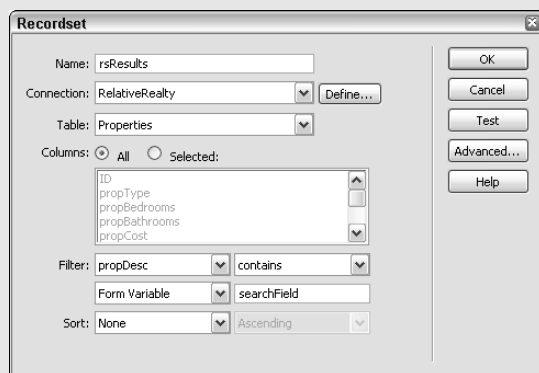 Recordset
Name: rsResults
OK
Connection: RelativeRealty Define...
Cancel
Table: Properties
Test
Columns: All Selected:
Advanced...
ID
propType
propBedrooms
propBathrooms
propCost
Help
Filter: propDesc contains
Form Variable searchField
Sort: None Ascending